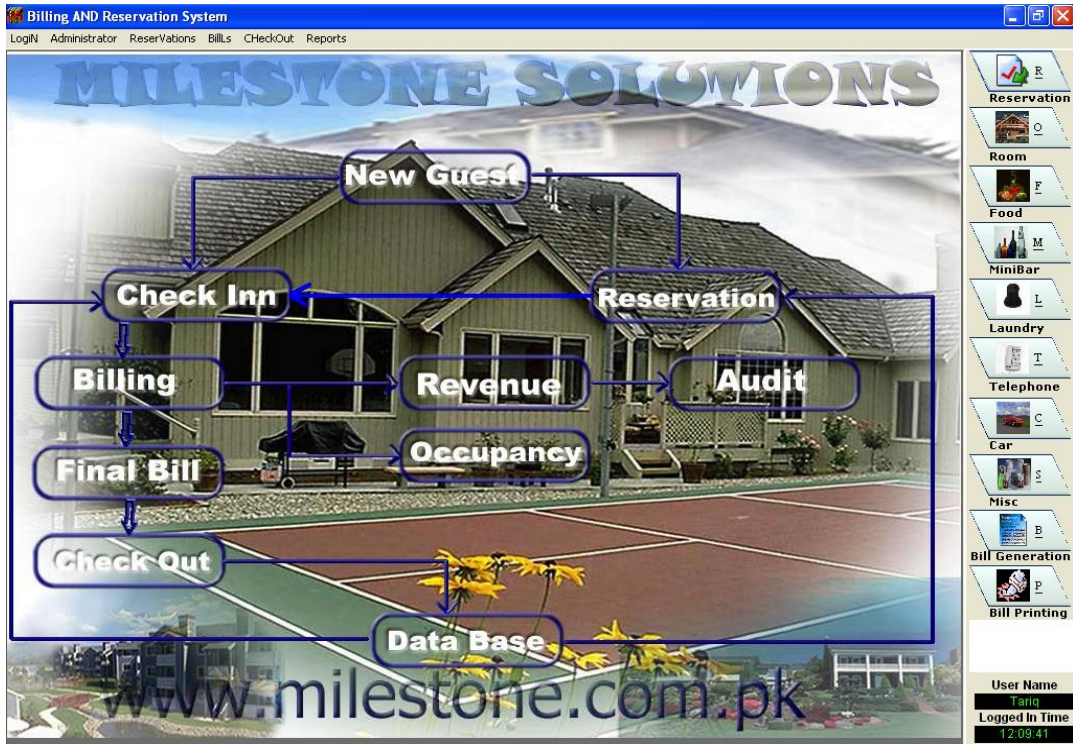 Billing AND Reservation System
LogiN Administrator ReserVations BillLs CHeckOut Reports
MILESTONE SOLUTIONS
New Guest
Check Inn
Reservation
Billing
Revenue
Audit
Occupancy
Final Bill
Check Out
Data Base
www.milestone.com.pk
R
Reservation
O
Room
F
Food
M
MiniBar
L
Laundry
T
Telephone
C
Car
S
Misc
B
Bill Generation
P
Bill Printing
User Name
Tariq
Logged In Time
12:09:41